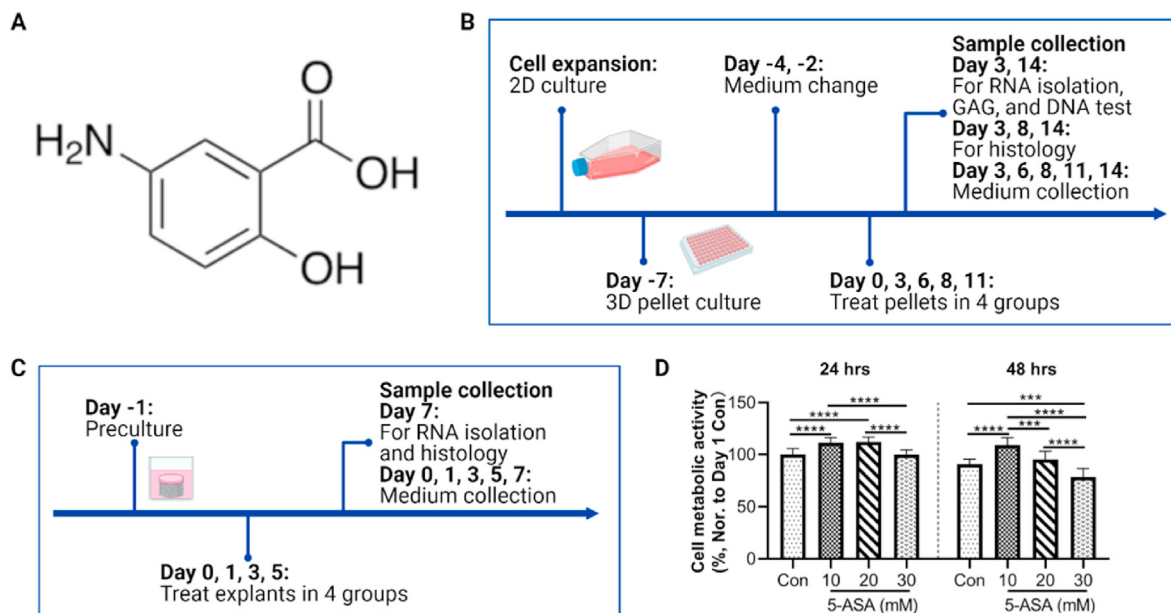 A
H₂N
O
OH
OH
B
Cell expansion:
2D culture
Day -4, -2:
Medium change
Sample collection
Day 3, 14:
For RNA isolation,
GAG, and DNA test
Day 3, 8, 14:
For histology
Day 3, 6, 8, 11, 14:
Medium collection
Day -7:
3D pellet culture
Day 0, 3, 6, 8, 11:
Treat pellets in 4 groups
C
Day -1:
Preculture
Sample collection
Day 7:
For RNA isolation
and histology
Day 0, 1, 3, 5, 7:
Medium collection
Day 0, 1, 3, 5:
Treat explants in 4 groups
D
24 hrs
48 hrs
Cell metabolic activity
(%, Nor. to Day 1 Con)
150
100
50
0
****
****
****
****
***
****
***
****
****
Con 10 20 30 Con 10 20 30
5-ASA (mM) 5-ASA (mM)